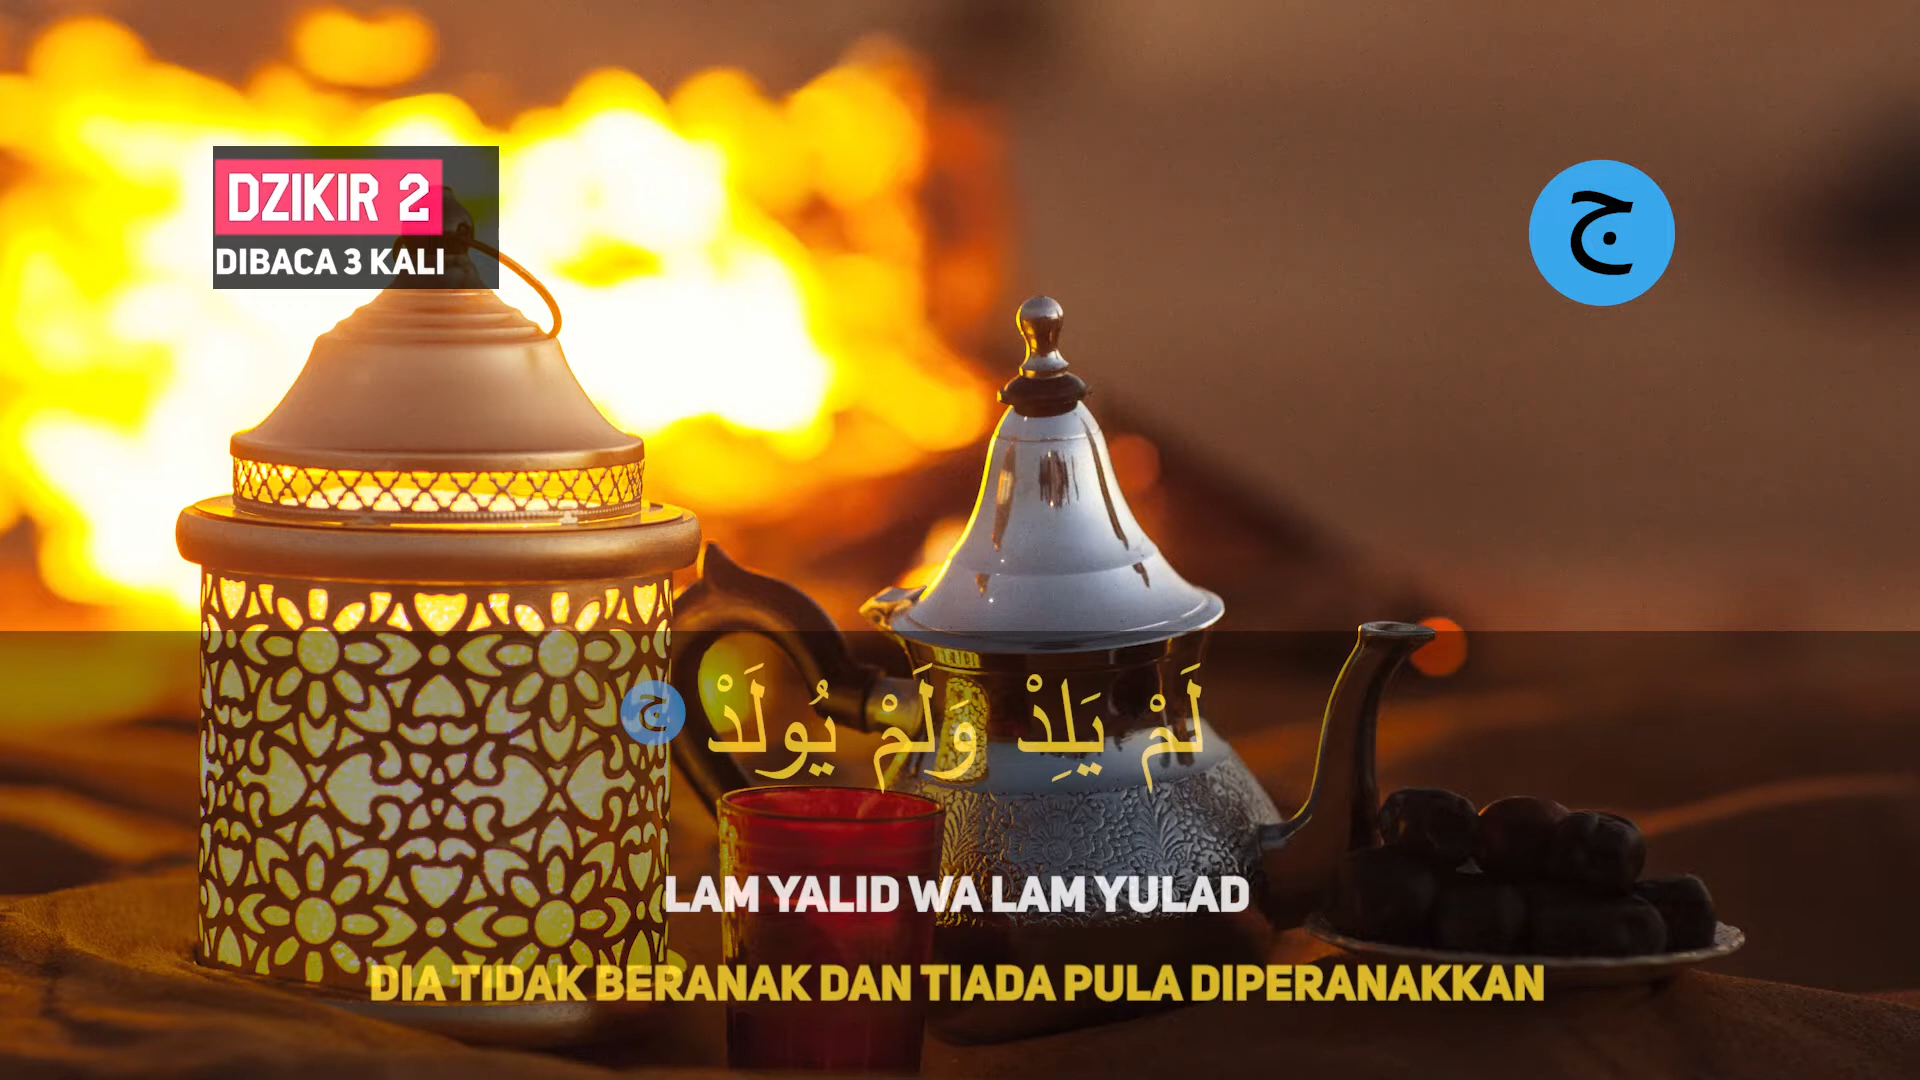 DZIKIR 2
DIBACA 3 KALI
ج
لَمْ يَلِدْ وَلَمْ يُولَدْ ج
LAM YALID WA LAM YULAD
DIA TIDAK BERANAK DAN TIADA PULA DIPERANAKKAN